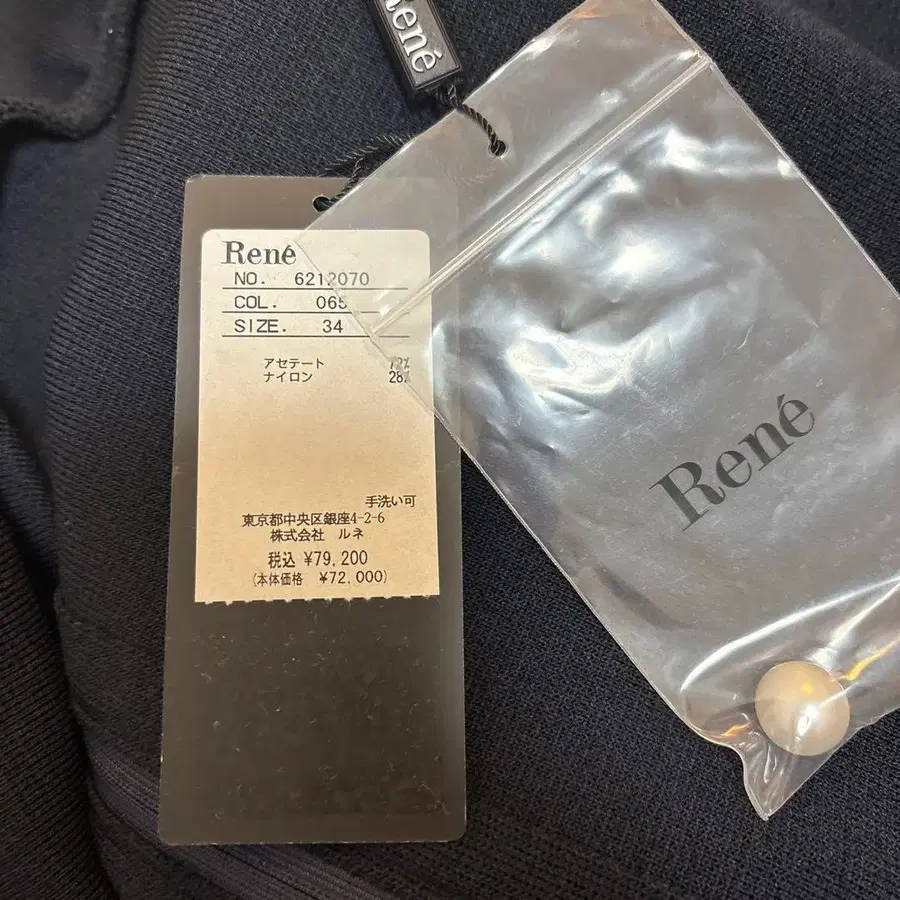 René
René
NO. 6212070
COL. 065
SIZE. 34
アセテート 72%
ナイロン 28%
手洗い可
東京都中央区銀座4-2-6
株式会社 ルネ
税込 ¥79,200
(本体価格 ¥72,000)
René